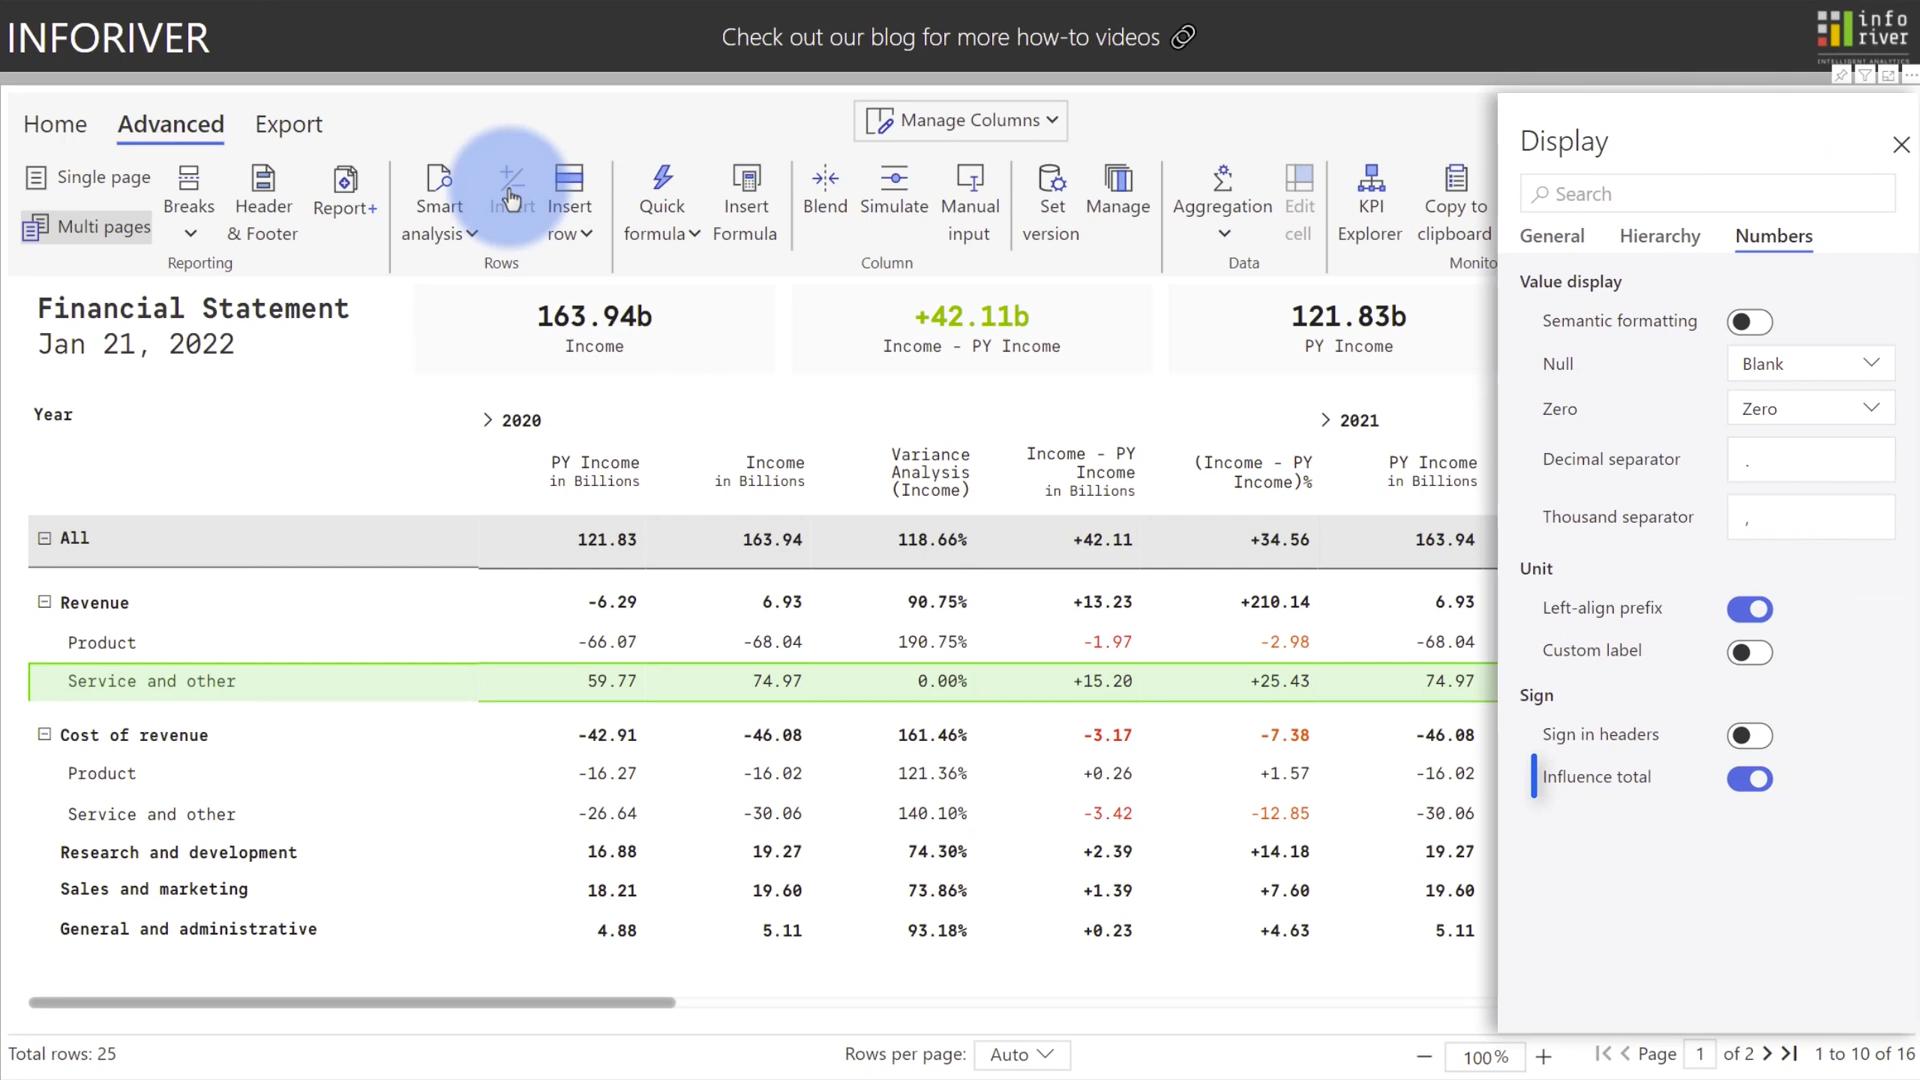 INFORIVER
Check out our blog for more how-to videos
info
river
INTELLIGENT ANALYTICS
Home Advanced Export
Manage Columns
Single page
Multi pages
Breaks
Header
& Footer
Report+
Reporting
Smart
analysis
Insert
Insert
row
Rows
Quick
formula
Insert
Formula
Blend
Simulate
Manual
input
Column
Set
version
Manage
Aggregation
Edit
cell
Data
KPI
Explorer
Copy to
clipboard
Monito
Financial Statement
Jan 21, 2022
163.94b
Income
+42.11b
Income - PY Income
121.83b
PY Income
Year
2020
2021
PY Income
in Billions
Income
in Billions
Variance
Analysis
(Income)
Income - PY
Income
in Billions
(Income - PY
Income)%
PY Income
in Billions
All 121.83 163.94 118.66% +42.11 +34.56 163.94
Revenue -6.29 6.93 90.75% +13.23 +210.14 6.93
Product -66.07 -68.04 190.75% -1.97 -2.98 -68.04
Service and other 59.77 74.97 0.00% +15.20 +25.43 74.97
Cost of revenue -42.91 -46.08 161.46% -3.17 -7.38 -46.08
Product -16.27 -16.02 121.36% +0.26 +1.57 -16.02
Service and other -26.64 -30.06 140.10% -3.42 -12.85 -30.06
Research and development 16.88 19.27 74.30% +2.39 +14.18 19.27
Sales and marketing 18.21 19.60 73.86% +1.39 +7.60 19.60
General and administrative 4.88 5.11 93.18% +0.23 +4.63 5.11
Display
Search
General Hierarchy Numbers
Value display
Semantic formatting
Null Blank
Zero Zero
Decimal separator .
Thousand separator ,
Unit
Left-align prefix
Custom label
Sign
Sign in headers
Influence total
Total rows: 25
Rows per page: Auto
100%
Page 1 of 2
1 to 10 of 16